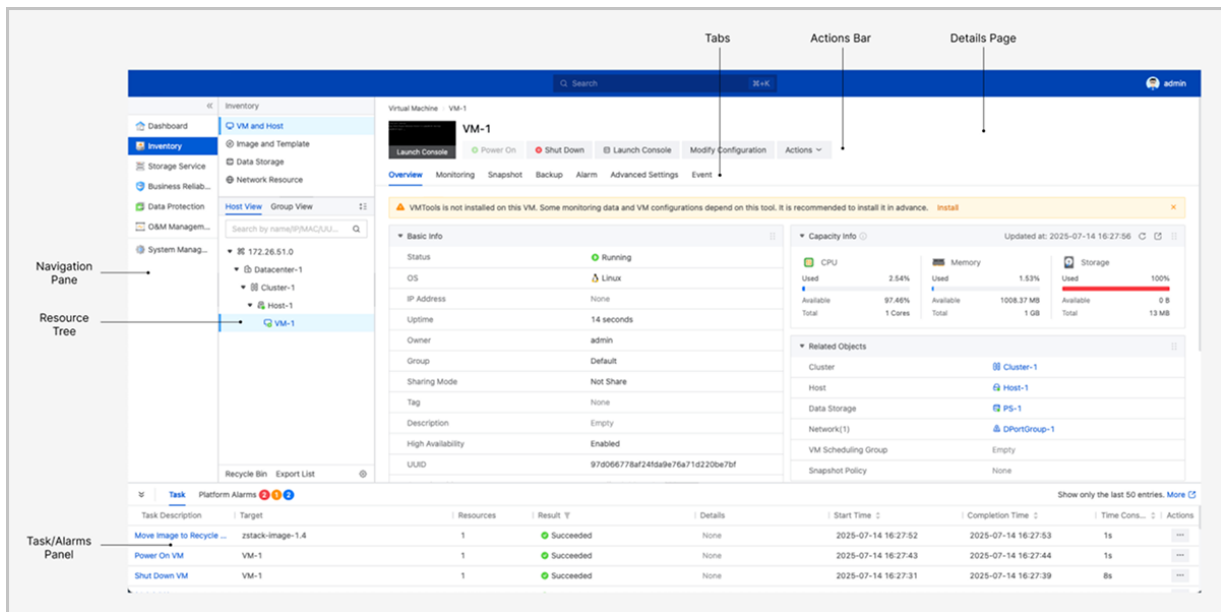 Tabs Actions Bar Details Page
Search ⌘+K admin
Inventory
Dashboard
Inventory
Storage Service
Business Reliab...
Data Protection
O&M Managem...
System Manag...
VM and Host
Image and Template
Data Storage
Network Resource
Host View Group View
Search by name/IP/MAC/UU...
172.26.51.0
Datacenter-1
Cluster-1
Host-1
VM-1
Recycle Bin Export List
Navigation
Pane
Resource
Tree
Virtual Machine VM-1
VM-1
Launch Console
Power On Shut Down Launch Console Modify Configuration Actions
Overview Monitoring Snapshot Backup Alarm Advanced Settings Event
VMTools is not installed on this VM. Some monitoring data and VM configurations depend on this tool. It is recommended to install it in advance. Install
Basic Info
Status Running
OS Linux
IP Address None
Uptime 14 seconds
Owner admin
Group Default
Sharing Mode Not Share
Tag None
Description Empty
High Availability Enabled
UUID 97d066778af24fda9e76a71d220be7bf
Capacity Info Updated at: 2025-07-14 16:27:56
CPU Memory Storage
Used 2.54% Used 1.53% Used 100%
Available 97.46% Available 1008.37 MB Available 0 B
Total 1 Cores Total 1 GB Total 13 MB
Related Objects
Cluster Cluster-1
Host Host-1
Data Storage PS-1
Network(1) DPortGroup-1
VM Scheduling Group Empty
Snapshot Policy None
Task Platform Alarms 2 1 2 Show only the last 50 entries. More
Task Description Target Resources Result Details Start Time Completion Time Time Cons... Actions
Move Image to Recycle ... zstack-image-1.4 1 Succeeded None 2025-07-14 16:27:52 2025-07-14 16:27:53 1s ...
Power On VM VM-1 1 Succeeded None 2025-07-14 16:27:43 2025-07-14 16:27:44 1s ...
Shut Down VM VM-1 1 Succeeded None 2025-07-14 16:27:31 2025-07-14 16:27:39 8s ...
Task/Alarms
Panel